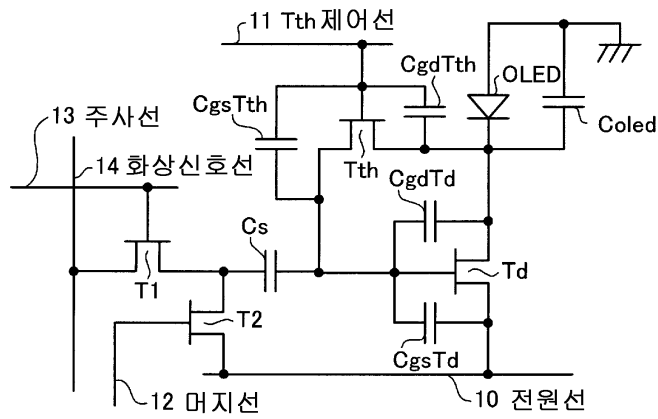 11 Tth 제어선
CgdTth
OLED
CgsTth
Coled
13 주사선
Tth
14 화상신호선
CgdTd
Cs
Td
T1
T2
CgsTd
12 머지선
10 전원선